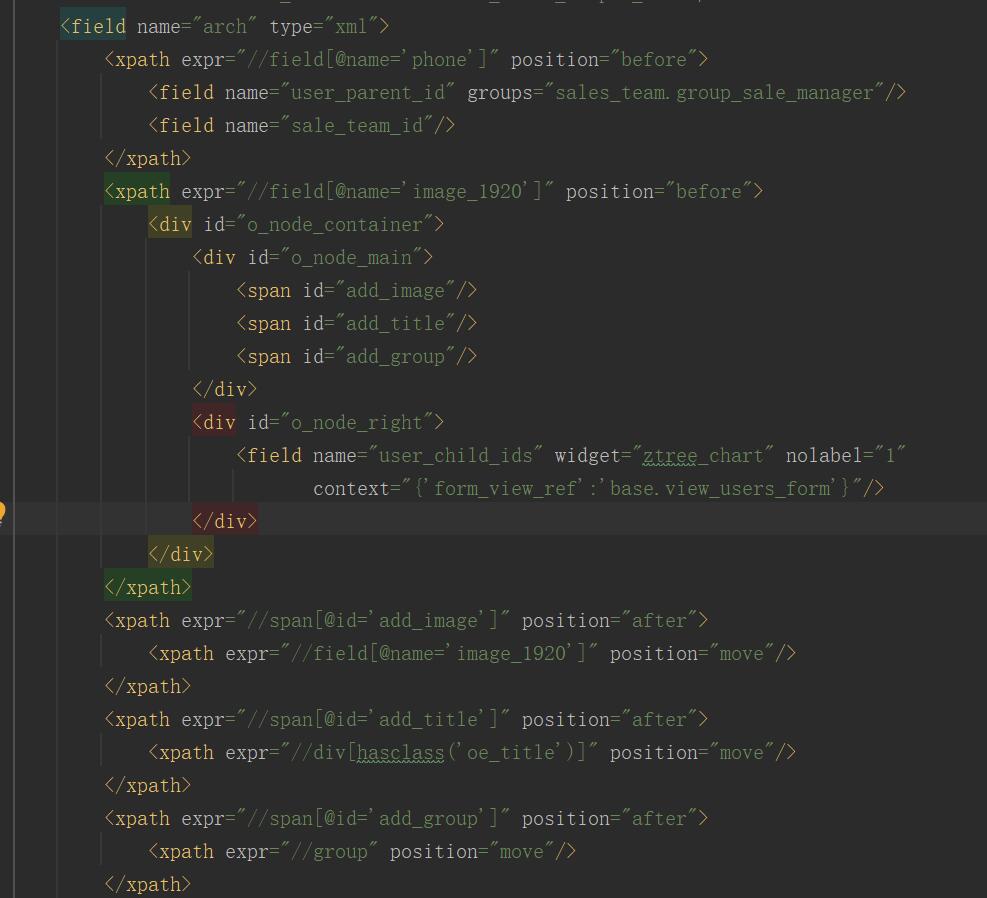 <field name="arch" type="xml">
<xpath expr="//field[@name='phone']" position="before">
<field name="user_parent_id" groups="sales_team.group_sale_manager"/>
<field name="sale_team_id"/>
</xpath>
<xpath expr="//field[@name='image_1920']" position="before">
<div id="o_node_container">
<div id="o_node_main">
<span id="add_image"/>
<span id="add_title"/>
<span id="add_group"/>
</div>
<div id="o_node_right">
<field name="user_child_ids" widget="ztree_chart" nolabel="1"
context="{'form_view_ref':'base.view_users_form'}"/>
</div>
</div>
</xpath>
<xpath expr="//span[@id='add_image']" position="after">
<xpath expr="//field[@name='image_1920']" position="move"/>
</xpath>
<xpath expr="//span[@id='add_title']" position="after">
<xpath expr="//div[hasclass('oe_title')]" position="move"/>
</xpath>
<xpath expr="//span[@id='add_group']" position="after">
<xpath expr="//group" position="move"/>
</xpath>